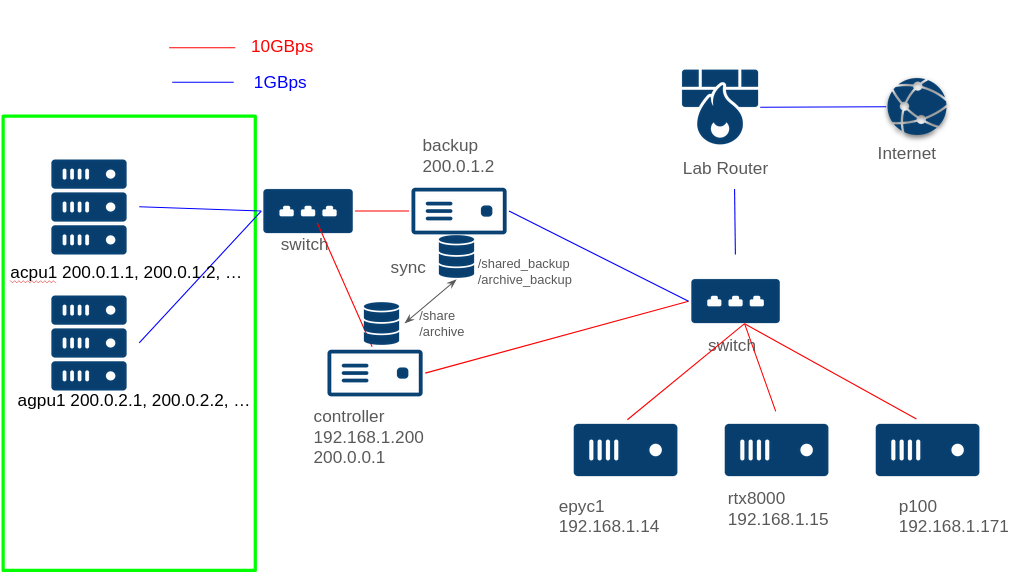 10GBps
1GBps
backup
200.0.1.2
Lab Router
Internet
switch
sync
/shared_backup
/archive_backup
acpu1 200.0.1.1, 200.0.1.2, …
/share
/archive
switch
agpu1 200.0.2.1, 200.0.2.2, …
controller
192.168.1.200
200.0.0.1
epyc1
192.168.1.14
rtx8000
192.168.1.15
p100
192.168.1.171